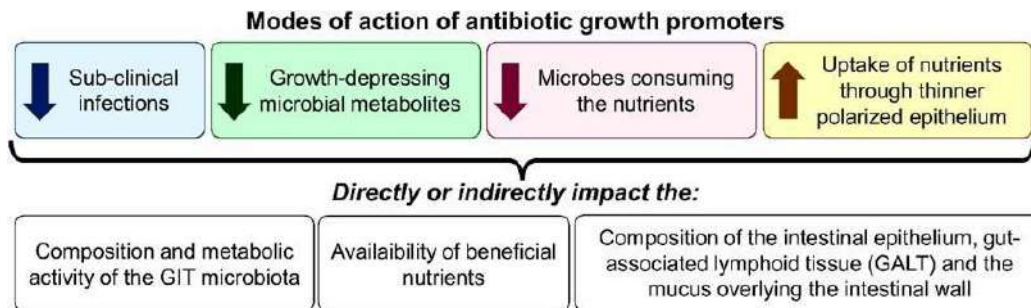 Modes of action of antibiotic growth promoters
Sub-clinical
infections
Growth-depressing
microbial metabolites
Microbes consuming
the nutrients
Uptake of nutrients
through thinner
polarized epithelium
Directly or indirectly impact the:
Composition and metabolic
activity of the GIT microbiota
Availaibility of beneficial
nutrients
Composition of the intestinal epithelium, gut-
associated lymphoid tissue (GALT) and the
mucus overlying the intestinal wall